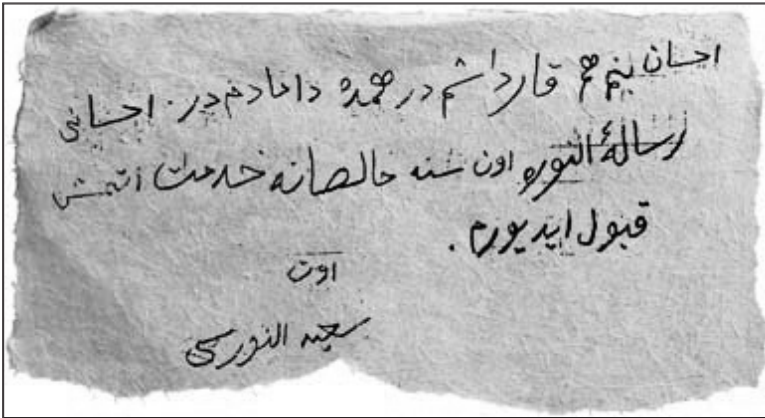 احسان بنم هم قارداشم در همده دامادم در. احسانی
رسالۀ النوره اون سنه خالصانه خدمت اتمش
قبول ایدیورم.
اوت
سعید النورسی